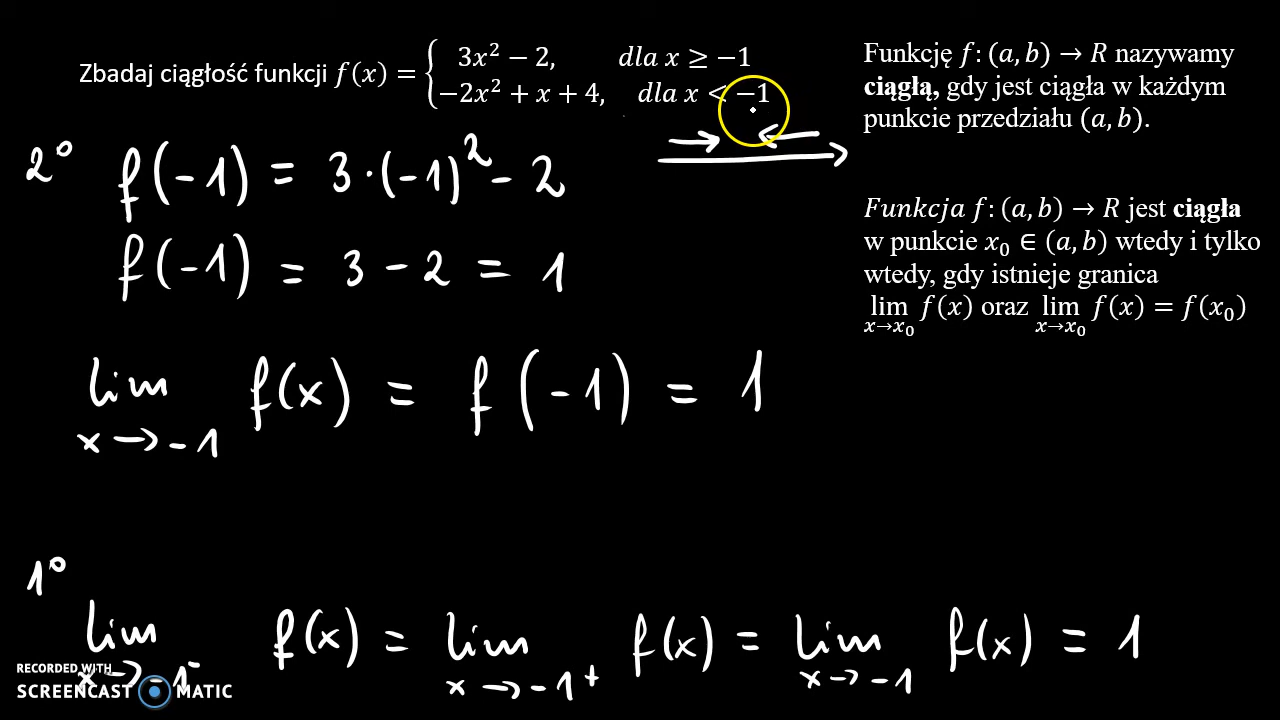 Zbadaj ciągłość funkcji f(x) = { 3x² − 2, dla x ≥ −1
−2x² + x + 4, dla x < −1
Funkcję f: (a, b) → R nazywamy
ciągłą, gdy jest ciągła w każdym
punkcie przedziału (a, b).
Funkcja f: (a, b) → R jest ciągła
w punkcie x₀ ∈ (a, b) wtedy i tylko
wtedy, gdy istnieje granica
lim f(x) oraz lim f(x) = f(x₀)
x→x₀ x→x₀
2° f(−1) = 3·(−1)² − 2
f(−1) = 3 − 2 = 1
lim f(x) = f(−1) = 1
x → −1
1°
lim f(x) = lim f(x) = lim f(x) = 1
x → −1⁻ x → −1⁺ x → −1
RECORDED WITH
SCREENCAST MATIC